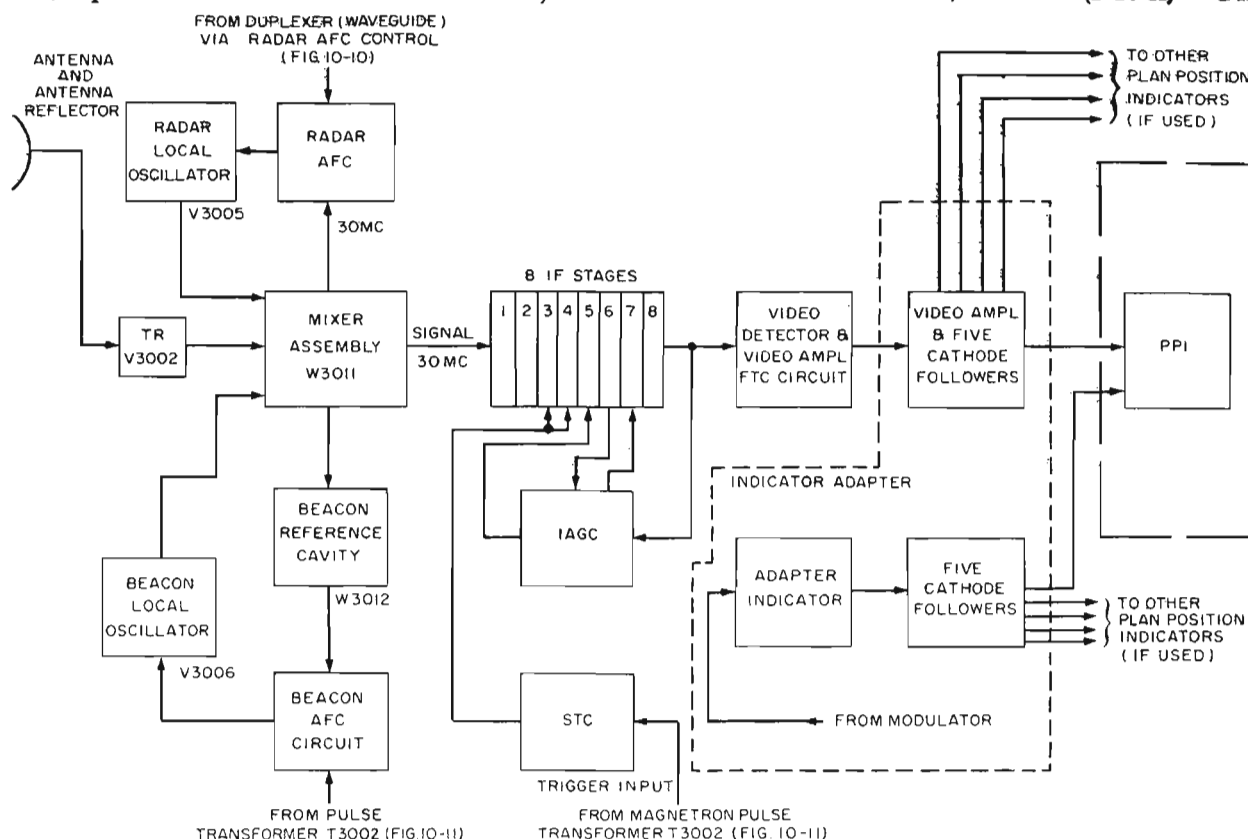 FROM DUPLEXER (WAVEGUIDE)
VIA RADAR AFC CONTROL
(FIG.10-10)
ANTENNA
AND
ANTENNA
REFLECTOR
RADAR
LOCAL
OSCILLATOR
V3005
RADAR
AFC
30MC
TR
V3002
MIXER
ASSEMBLY
W3011
SIGNAL
30 MC
8 IF STAGES
1 2 3 4 5 6 7 8
VIDEO
DETECTOR &
VIDEO AMPL
FTC CIRCUIT
VIDEO AMPL
& FIVE
CATHODE
FOLLOWERS
TO OTHER
PLAN POSITION
INDICATORS
(IF USED)
PPI
INDICATOR ADAPTER
IAGC
BEACON
REFERENCE
CAVITY
W3012
BEACON
LOCAL
OSCILLATOR
V3006
BEACON
AFC
CIRCUIT
FROM PULSE
TRANSFORMER T3002 (FIG.10-11)
STC
TRIGGER INPUT
FROM MAGNETRON PULSE
TRANSFORMER T3002 (FIG. 10-11)
ADAPTER
INDICATOR
FIVE
CATHODE
FOLLOWERS
TO OTHER
PLAN POSITION
INDICATORS
(IF USED)
FROM MODULATOR